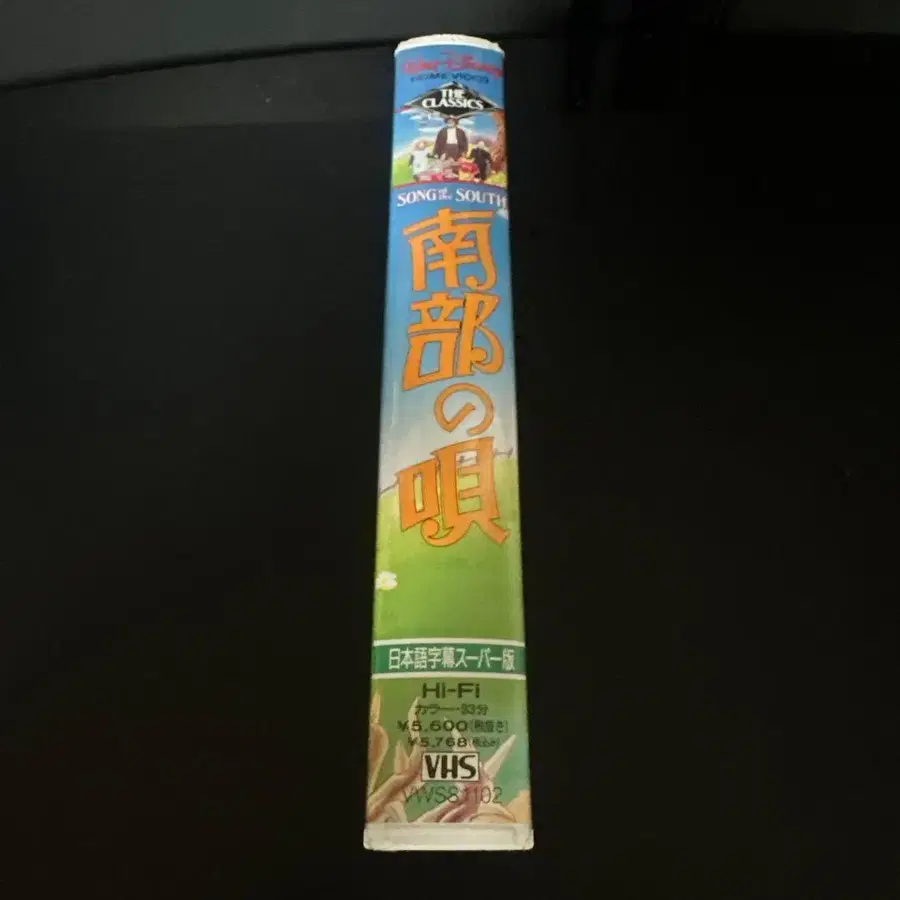 WALT DISNEY
HOME VIDEO
THE
CLASSICS
SONG OF THE SOUTH
南部の唄
日本語字幕スーパー版
Hi-Fi
カラー・93分
¥5,600(税抜き)
¥5,768(税込み)
VHS
VWS81102